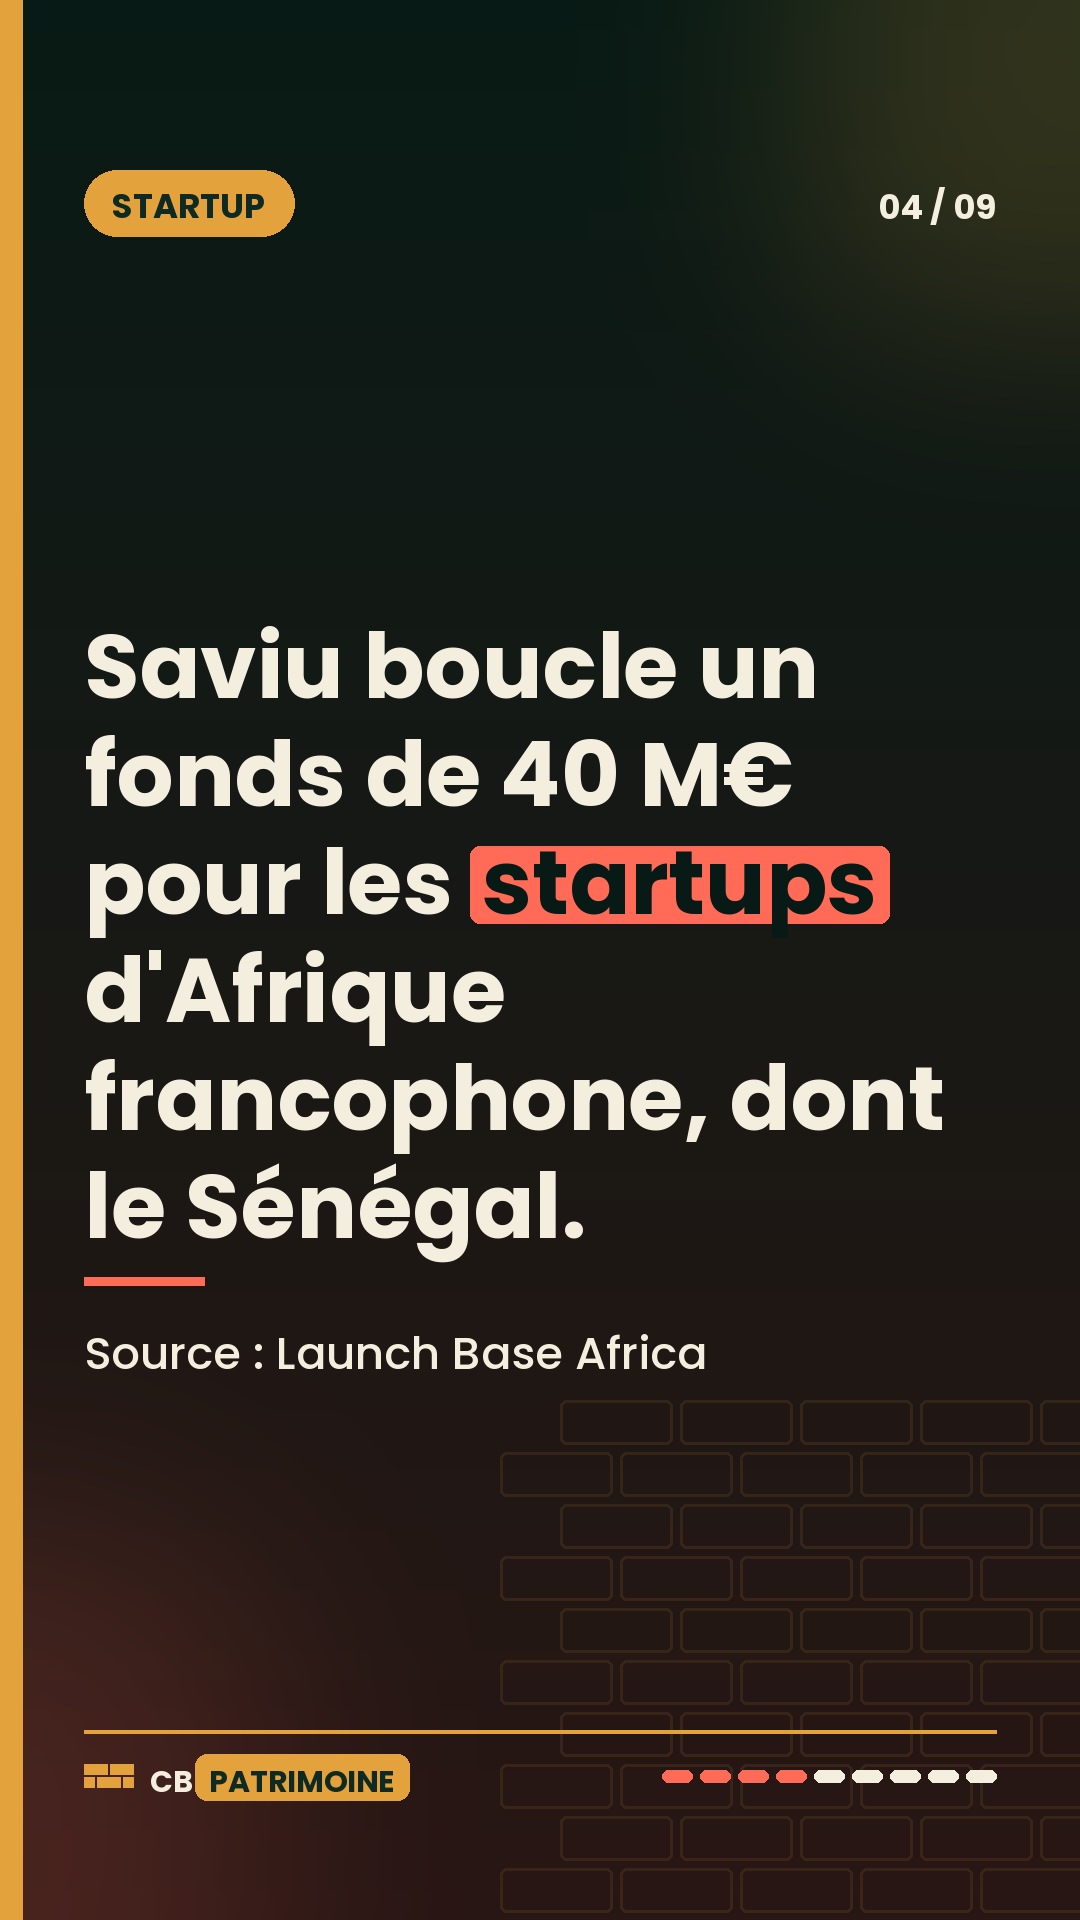 STARTUP
04 / 09
Saviu boucle un
fonds de 40 M€
pour les startups
d'Afrique
francophone, dont
le Sénégal.
Source : Launch Base Africa
CB PATRIMOINE